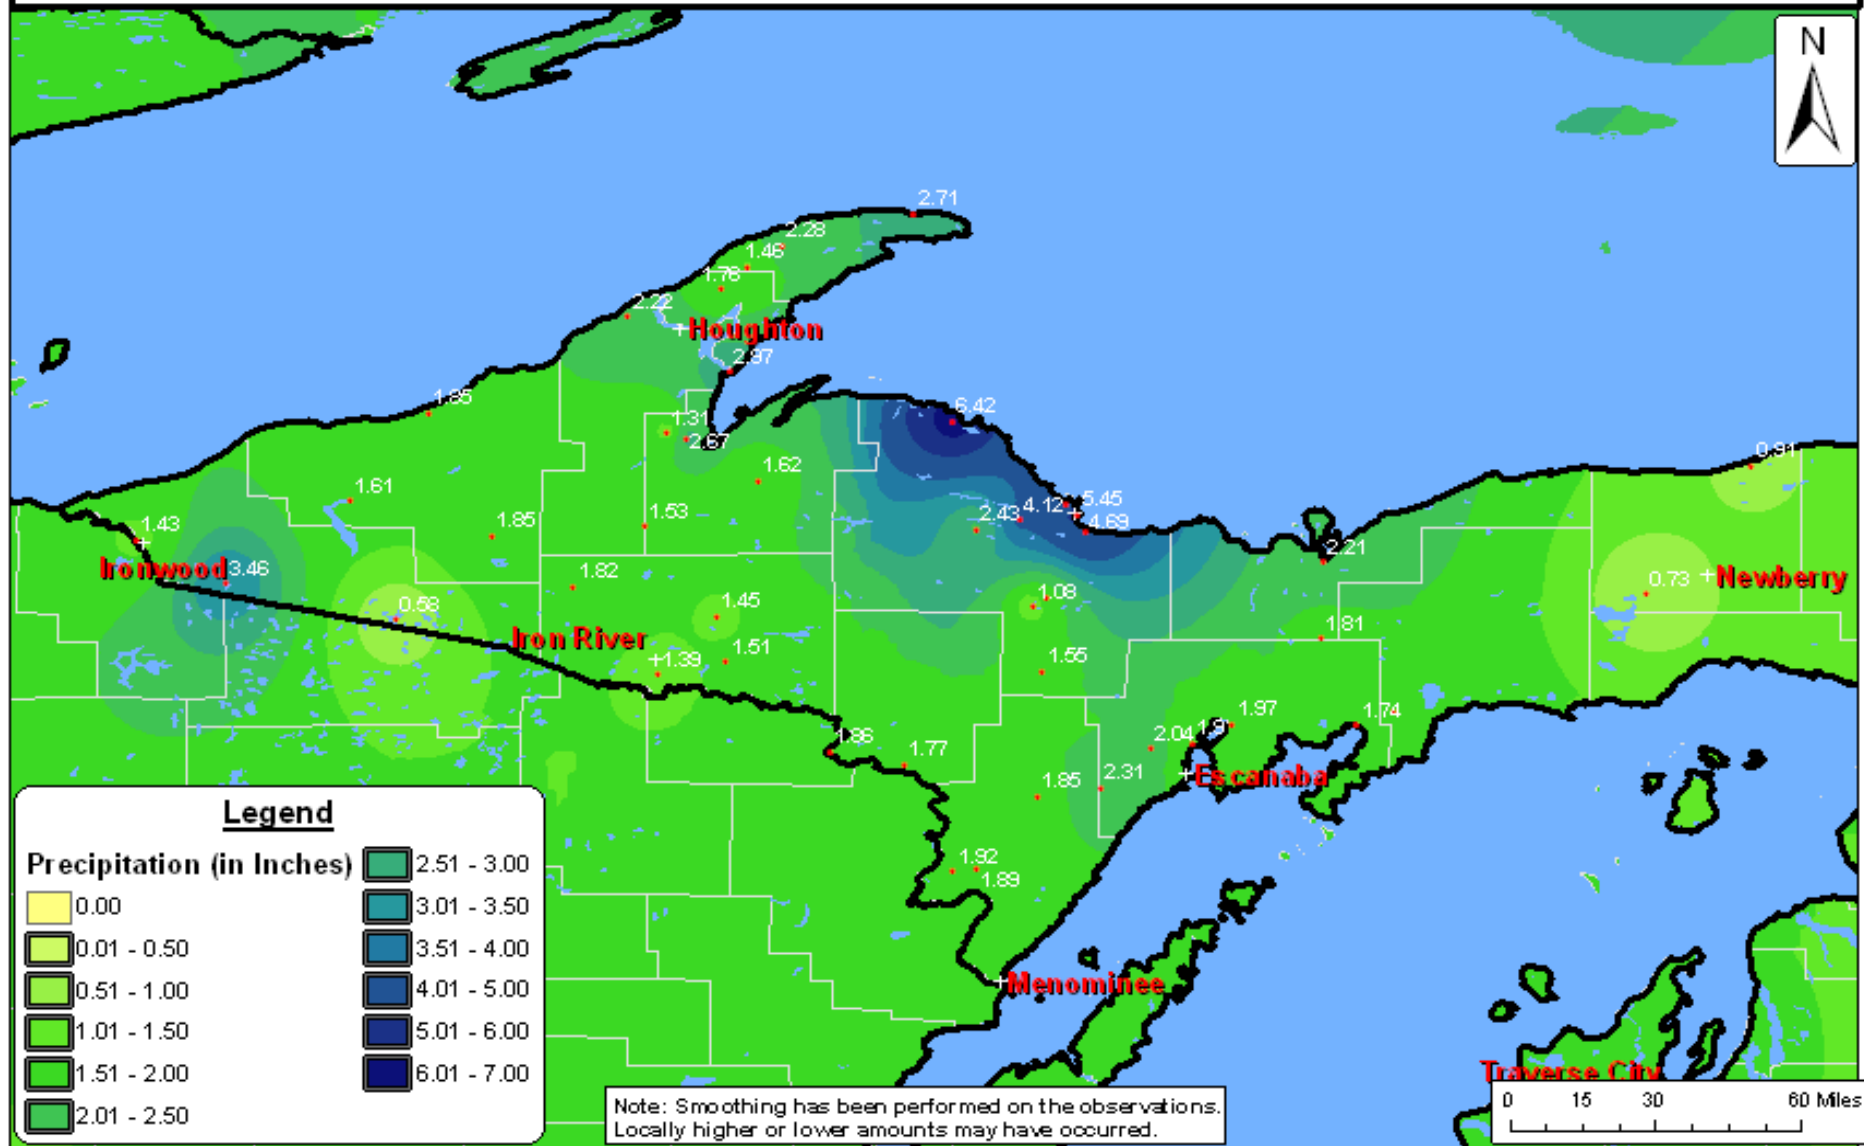 N
2.71
2.28
1.46
1.76
2.22
Houghton
2.97
1.85
6.42
1.31
2.67
1.62
0.91
1.61
1.53
5.45
4.12
2.43
4.69
1.85
1.43
Ironwood
3.46
2.21
1.82
0.73
Newberry
0.58
1.45
1.08
1.81
Iron River
1.51
1.39
1.55
1.97
1.74
1.91
2.04
1.86
1.77
Escanaba
1.85
2.31
1.92
1.89
Menominee
Traverse City
Legend
Precipitation (in Inches)
0.00
0.01 - 0.50
0.51 - 1.00
1.01 - 1.50
1.51 - 2.00
2.01 - 2.50
2.51 - 3.00
3.01 - 3.50
3.51 - 4.00
4.01 - 5.00
5.01 - 6.00
6.01 - 7.00
Note: Smoothing has been performed on the observations.
Locally higher or lower amounts may have occurred.
0 15 30 60 Miles